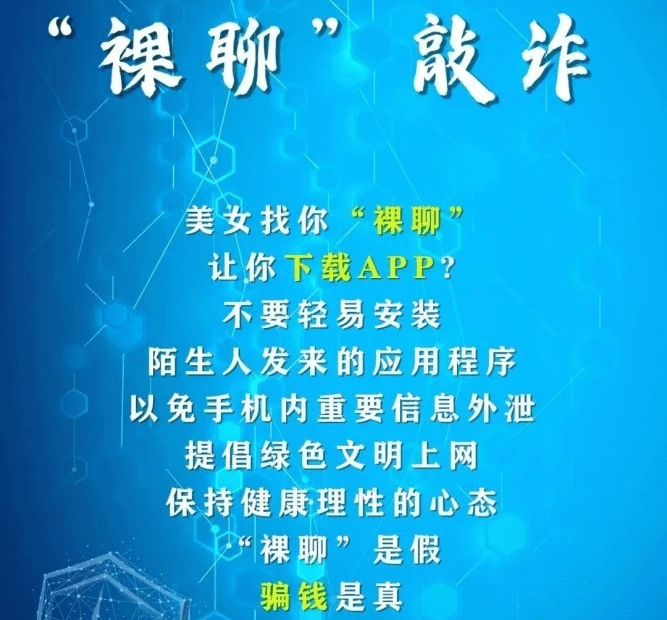 “裸聊”敲诈
美女找你“裸聊”
让你下载APP?
不要轻易安装
陌生人发来的应用程序
以免手机内重要信息外泄
提倡绿色文明上网
保持健康理性的心态
“裸聊”是假
骗钱是真